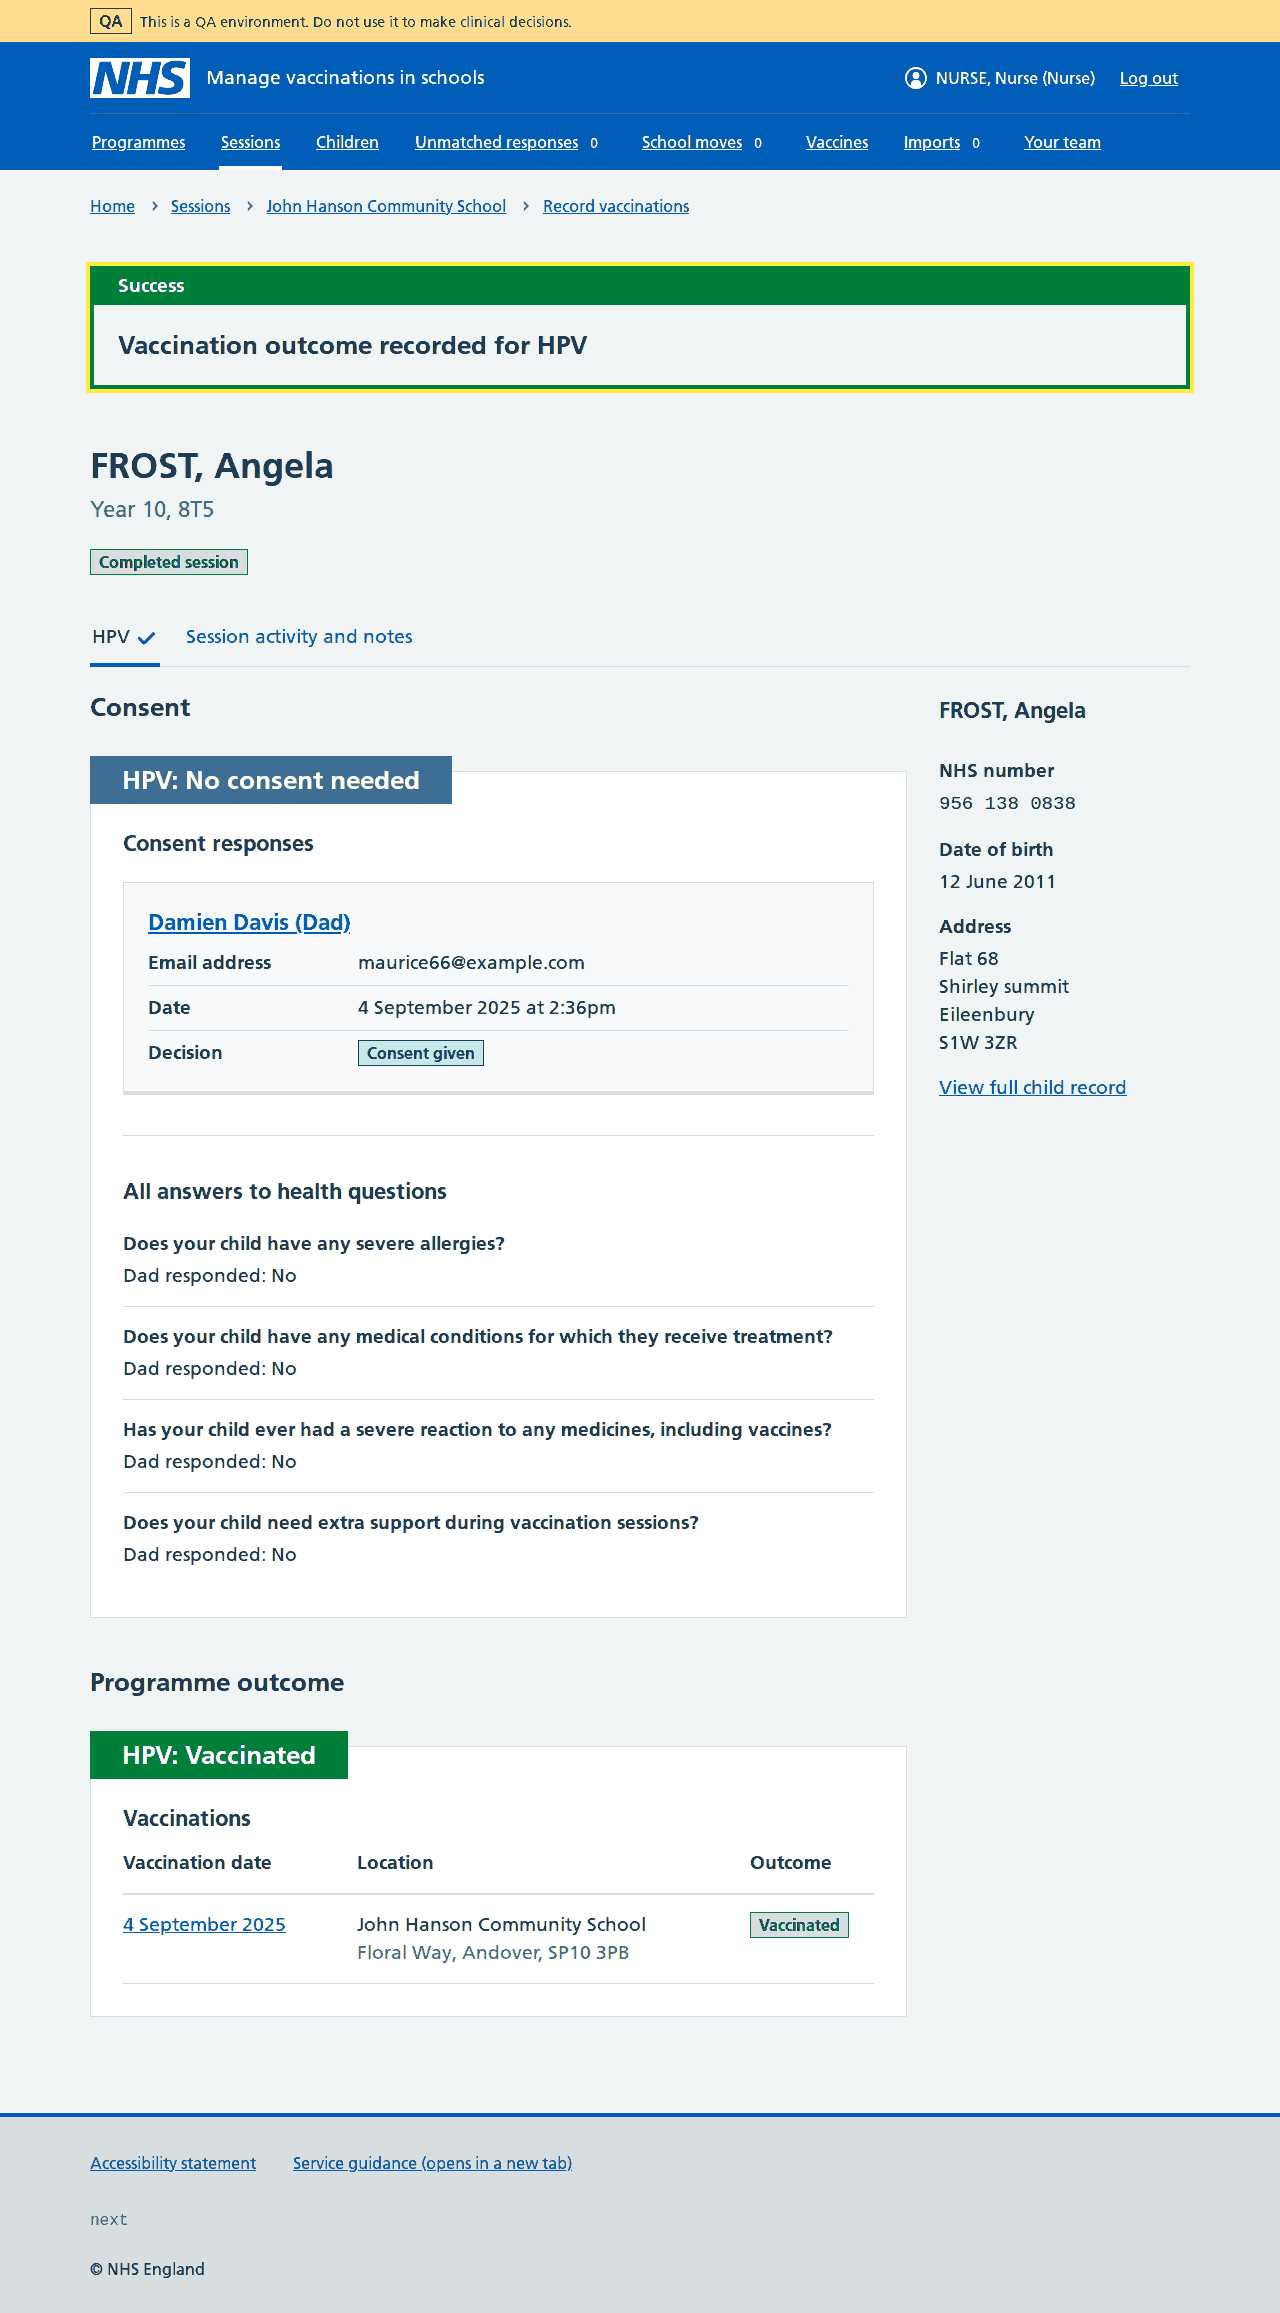 QA This is a QA environment. Do not use it to make clinical decisions.
NHS Manage vaccinations in schools NURSE, Nurse (Nurse) Log out
Programmes Sessions Children Unmatched responses 0 School moves 0 Vaccines Imports 0 Your team
Home Sessions John Hanson Community School Record vaccinations
Success
Vaccination outcome recorded for HPV
FROST, Angela
Year 10, 8T5
Completed session
HPV Session activity and notes
Consent
HPV: No consent needed
Consent responses
Damien Davis (Dad)
Email address maurice66@example.com
Date 4 September 2025 at 2:36pm
Decision Consent given
All answers to health questions
Does your child have any severe allergies?
Dad responded: No
Does your child have any medical conditions for which they receive treatment?
Dad responded: No
Has your child ever had a severe reaction to any medicines, including vaccines?
Dad responded: No
Does your child need extra support during vaccination sessions?
Dad responded: No
FROST, Angela
NHS number
956 138 0838
Date of birth
12 June 2011
Address
Flat 68
Shirley summit
Eileenbury
S1W 3ZR
View full child record
Programme outcome
HPV: Vaccinated
Vaccinations
Vaccination date Location Outcome
4 September 2025 John Hanson Community School Vaccinated
Floral Way, Andover, SP10 3PB
Accessibility statement Service guidance (opens in a new tab)
next
© NHS England